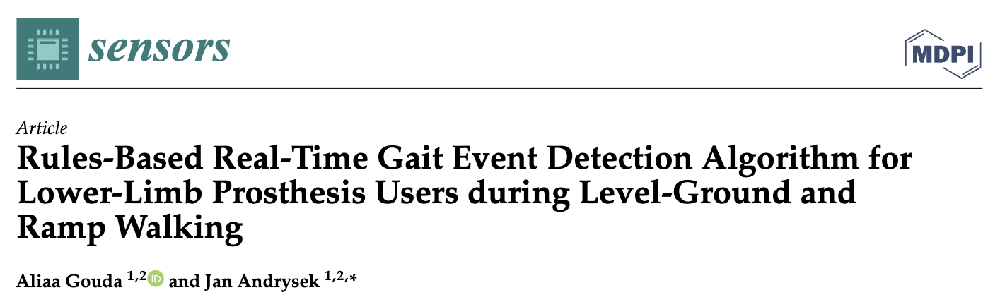 sensors
MDPI
Article
Rules-Based Real-Time Gait Event Detection Algorithm for
Lower-Limb Prosthesis Users during Level-Ground and
Ramp Walking
Aliaa Gouda 1,2 iD and Jan Andrysek 1,2,*